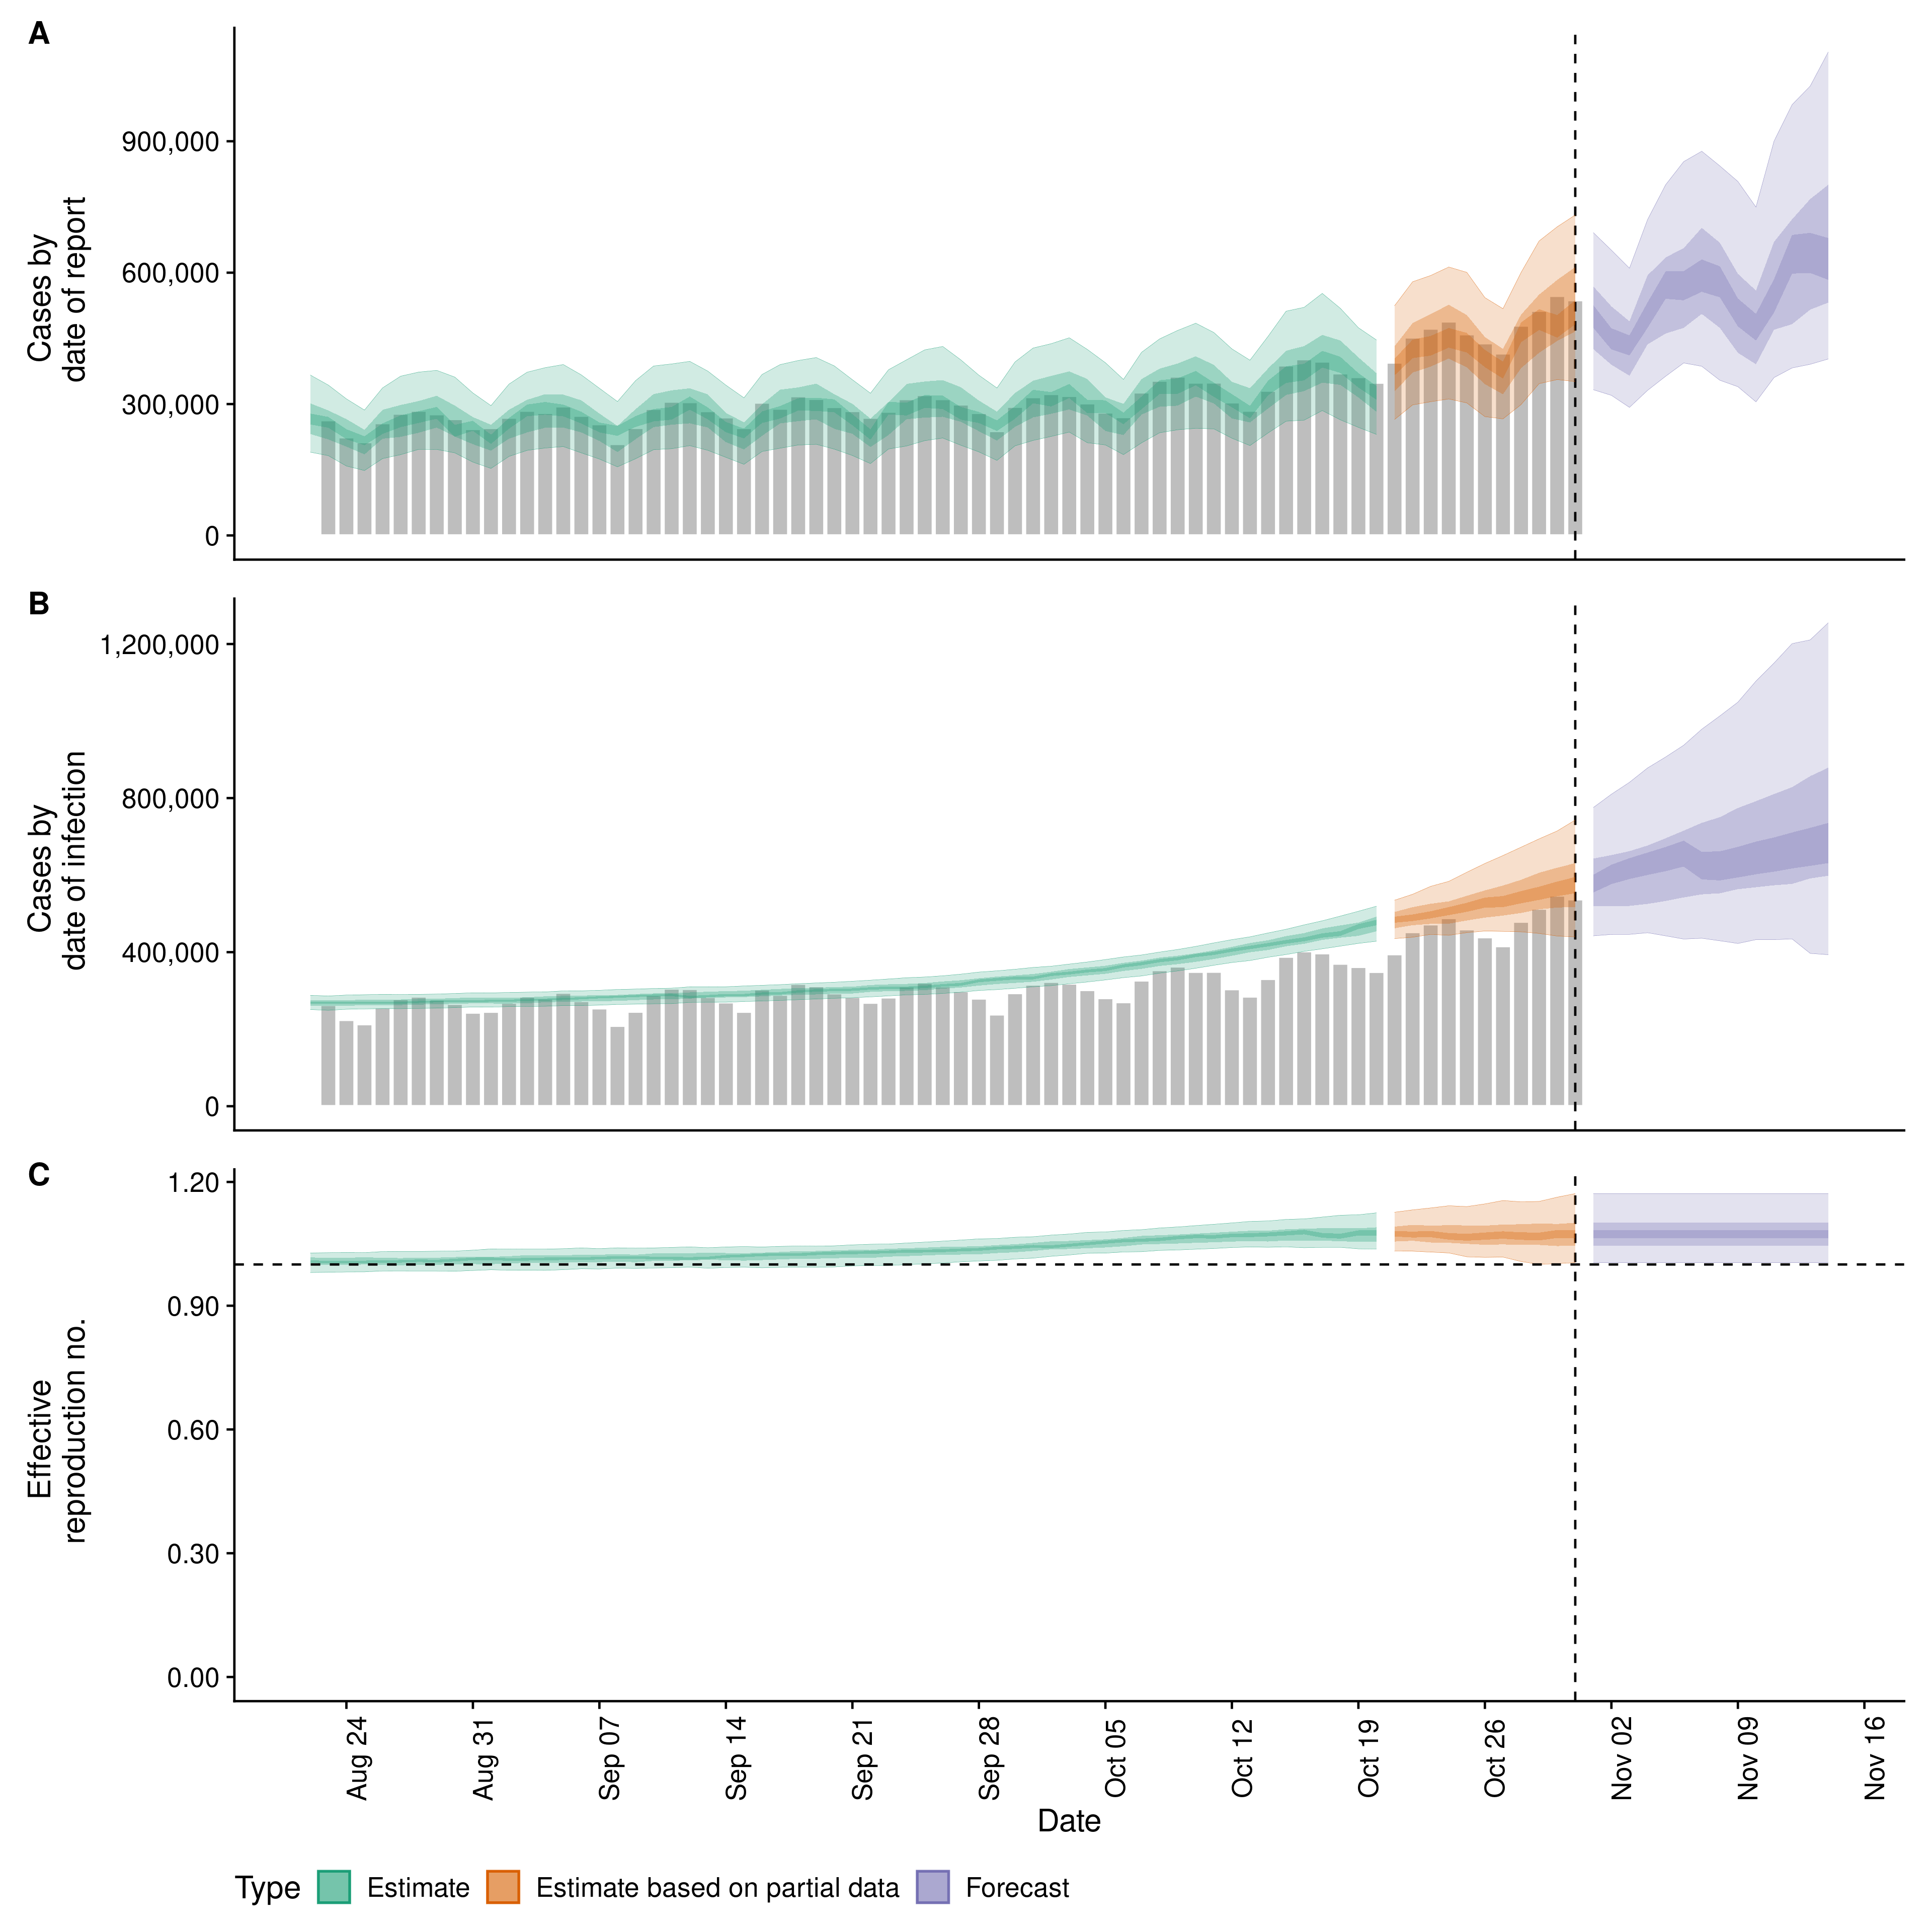 A
Cases by
date of report
900,000
600,000
300,000
0
B
Cases by
date of infection
1,200,000
800,000
400,000
0
C
Effective
reproduction no.
1.20
0.90
0.60
0.30
0.00
Aug 24
Aug 31
Sep 07
Sep 14
Sep 21
Sep 28
Oct 05
Oct 12
Oct 19
Oct 26
Nov 02
Nov 09
Nov 16
Date
Type Estimate Estimate based on partial data Forecast